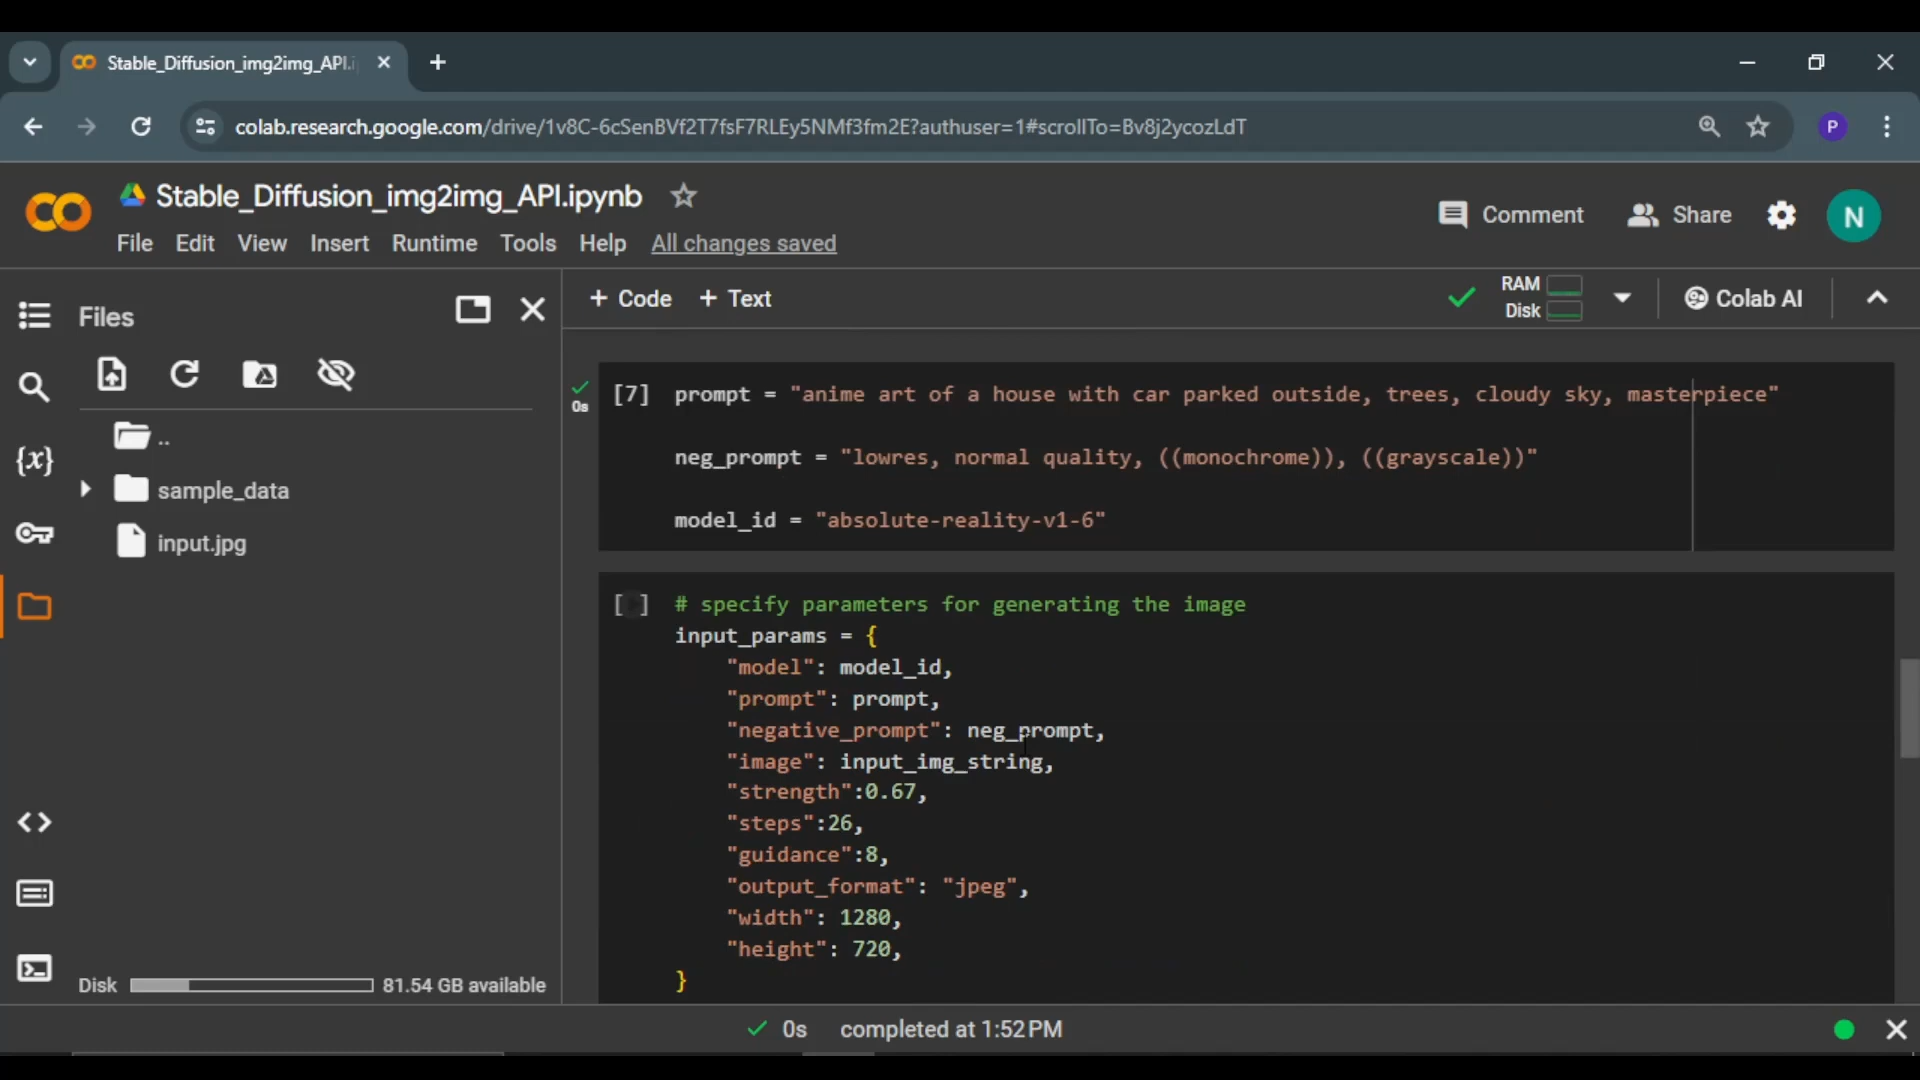 Stable_Diffusion_img2img_API.i
colab.research.google.com/drive/1v8C-6cSenBVf2T7fsF7RLEy5NMf3fm2E?authuser=1#scrollTo=Bv8j2ycozLdT
P
Stable_Diffusion_img2img_API.ipynb
File Edit View Insert Runtime Tools Help All changes saved
Comment Share N
Files
+ Code + Text
RAM
Disk
Colab AI
..
sample_data
input.jpg
{x}
Disk 81.54 GB available
0s
[7] prompt = "anime art of a house with car parked outside, trees, cloudy sky, masterpiece"
neg_prompt = "lowres, normal quality, ((monochrome)), ((grayscale))"
model_id = "absolute-reality-v1-6"
[ ] # specify parameters for generating the image
input_params = {
"model": model_id,
"prompt": prompt,
"negative_prompt": neg_prompt,
"image": input_img_string,
"strength":0.67,
"steps":26,
"guidance":8,
"output_format": "jpeg",
"width": 1280,
"height": 720,
}
0s completed at 1:52 PM